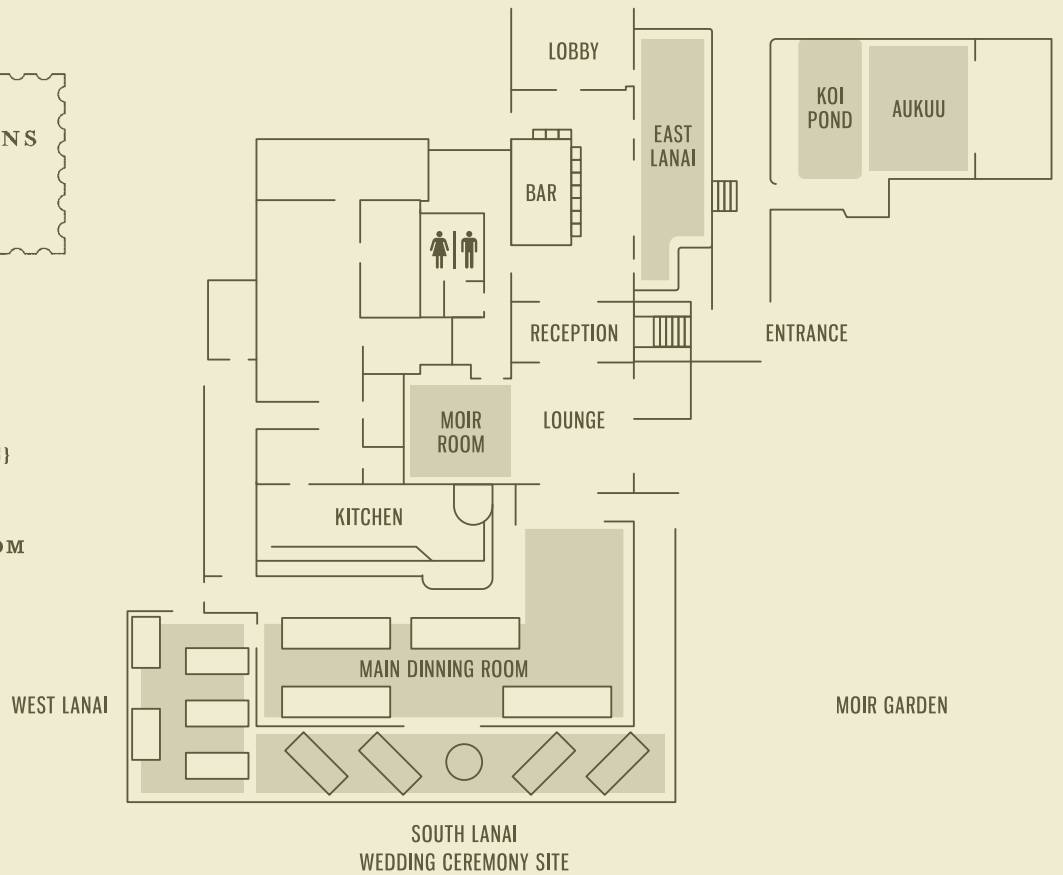 LOBBY
NS
KOI
POND
AUKUU
EAST
LANAI
BAR
RECEPTION
ENTRANCE
MOIR
ROOM
LOUNGE
}
KITCHEN
OM
MAIN DINNING ROOM
WEST LANAI
MOIR GARDEN
SOUTH LANAI
WEDDING CEREMONY SITE